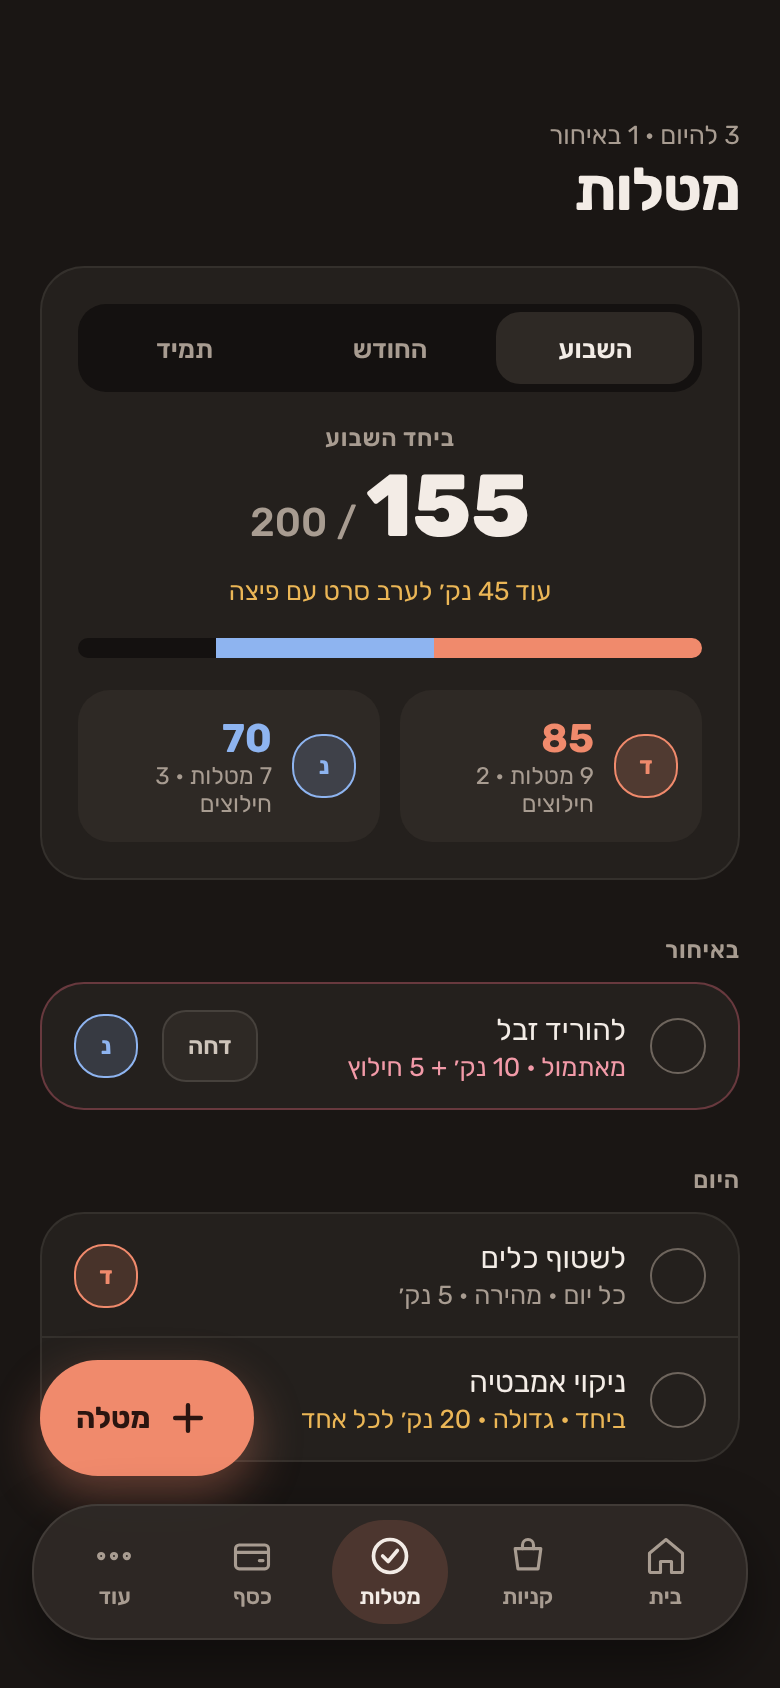 3 להיום • 1 באיחור
מטלות
השבוע
החודש
תמיד
ביחד השבוע
155 / 200
עוד 45 נק׳ לערב סרט עם פיצה
ד
85
9 מטלות • 2
חילוצים
נ
70
7 מטלות • 3
חילוצים
באיחור
להוריד זבל
מאתמול • 10 נק׳ + 5 חילוץ
דחה
נ
היום
לשטוף כלים
כל יום • מהירה • 5 נק׳
ד
ניקוי אמבטיה
ביחד • גדולה • 20 נק׳ לכל אחד
+ מטלה
בית
קניות
מטלות
כסף
עוד